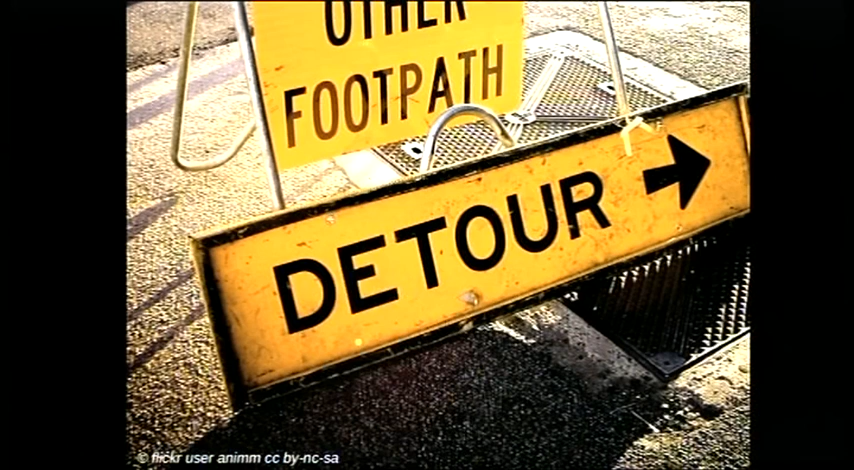 OTHER
FOOTPATH
DETOUR
© flickr user animm cc by-nc-sa